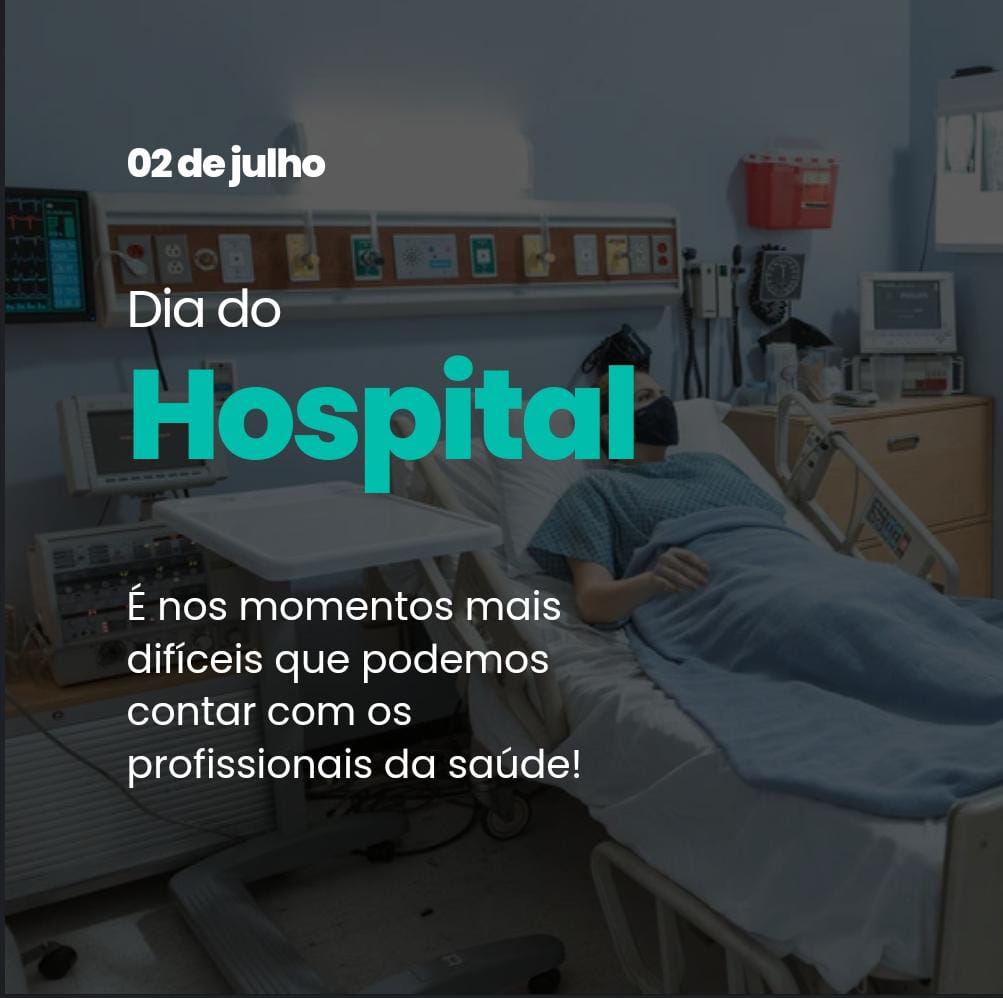 02 de julho
Dia do
Hospital
É nos momentos mais
difíceis que podemos
contar com os
profissionais da saúde!